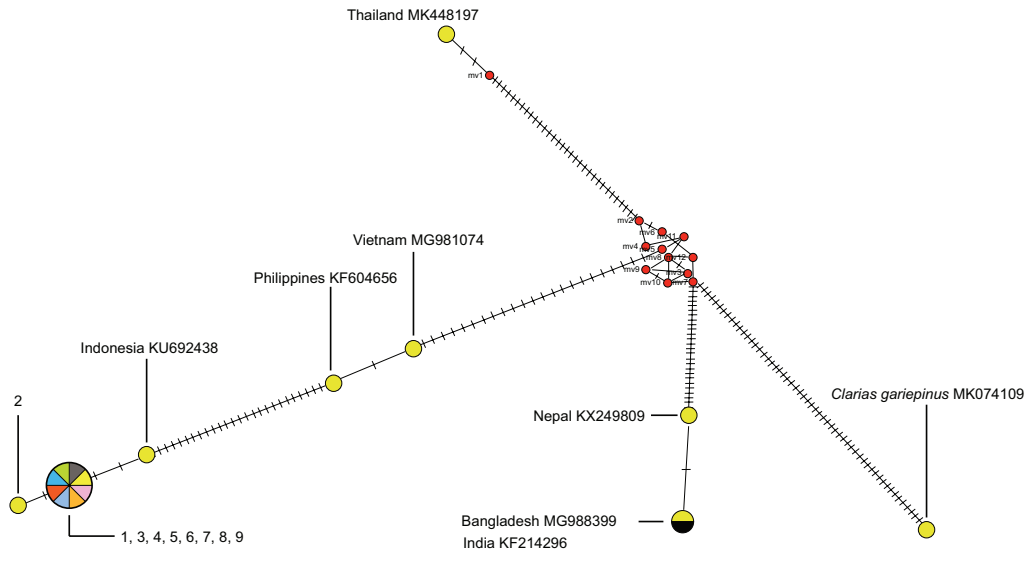 Thailand MK448197
mv1
mv2
mv6
mv11
mv4
mv5
mv8
mv12
mv9
mv3
mv10
mv7
Vietnam MG981074
Philippines KF604656
Indonesia KU692438
2
Clarias gariepinus MK074109
Nepal KX249809
Bangladesh MG988399
India KF214296
1, 3, 4, 5, 6, 7, 8, 9